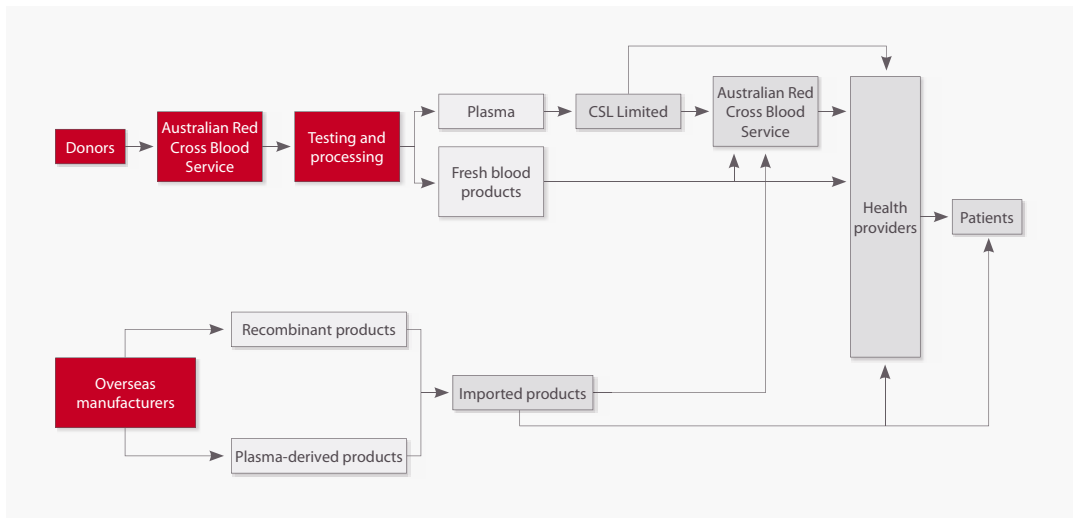 Donors
Australian Red
Cross Blood
Service
Testing and
processing
Plasma
Fresh blood
products
CSL Limited
Australian Red
Cross Blood
Service
Health
providers
Patients
Overseas
manufacturers
Recombinant products
Plasma-derived products
Imported products